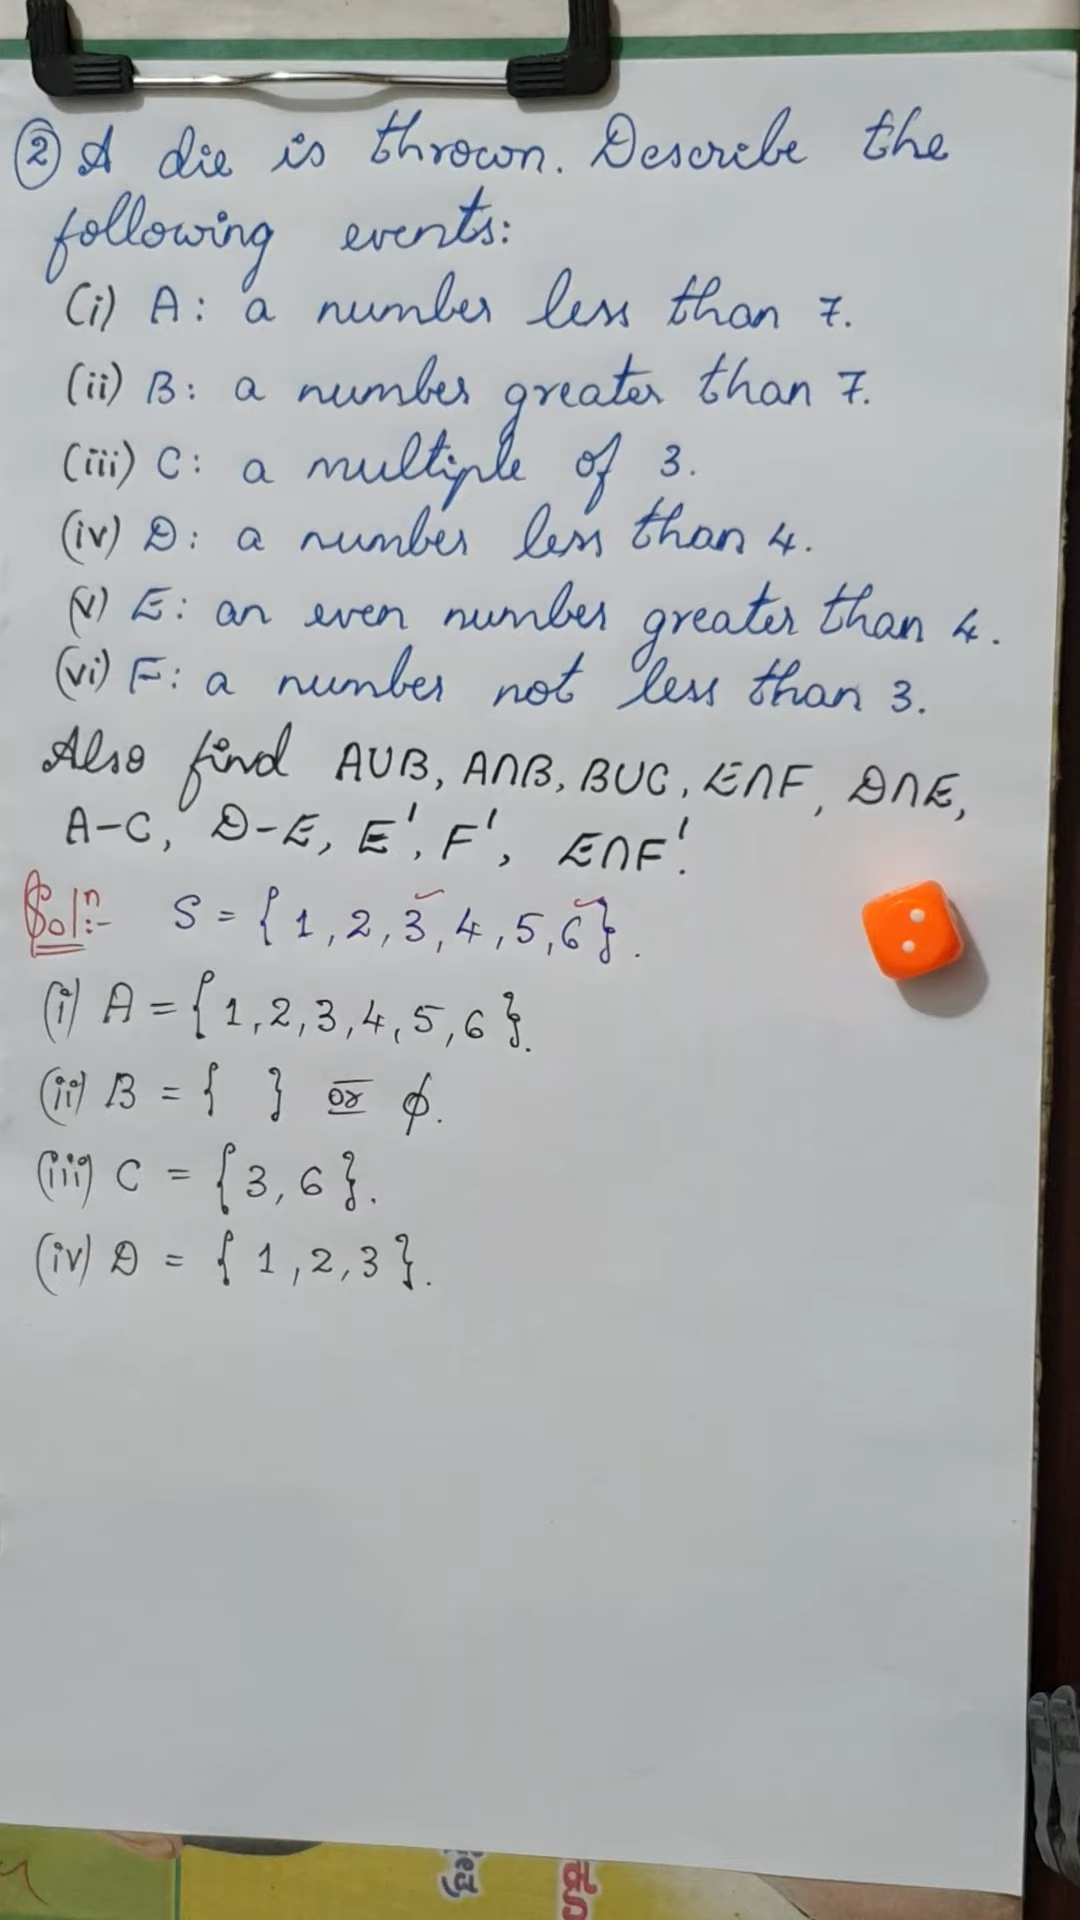 ② A die is thrown. Describe the
following events:
(i) A: a number less than 7.
(ii) B: a number greater than 7.
(iii) C: a multiple of 3.
(iv) D: a number less than 4.
(v) E: an even number greater than 4.
(vi) F: a number not less than 3.
Also find A∪B, A∩B, B∪C, E∩F, D∩E,
A-C, D-E, E', F', E∩F'.
Solⁿ:- S = { 1, 2, 3, 4, 5, 6 }.
(i) A = { 1, 2, 3, 4, 5, 6 }.
(ii) B = { } or ϕ.
(iii) C = { 3, 6 }.
(iv) D = { 1, 2, 3 }.